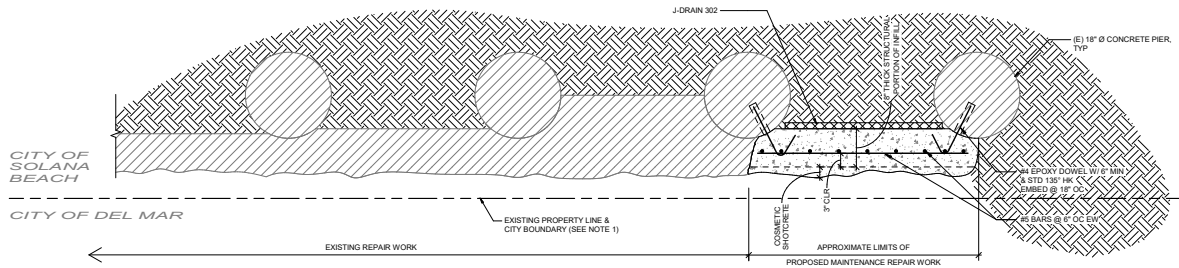 J-DRAIN 302
8" THICK STRUCTURAL
PORTION OF INFILL
(E) 18" Ø CONCRETE PIER,
TYP
CITY OF
SOLANA
BEACH
CITY OF DEL MAR
EXISTING PROPERTY LINE &
CITY BOUNDARY (SEE NOTE 1)
COSMETIC
SHOTCRETE
3" CLR
#4 EPOXY DOWEL W/ 6" MIN
& STD 135° HK
EMBED @ 18" OC
#5 BARS @ 6" OC EW
EXISTING REPAIR WORK
APPROXIMATE LIMITS OF
PROPOSED MAINTENANCE REPAIR WORK